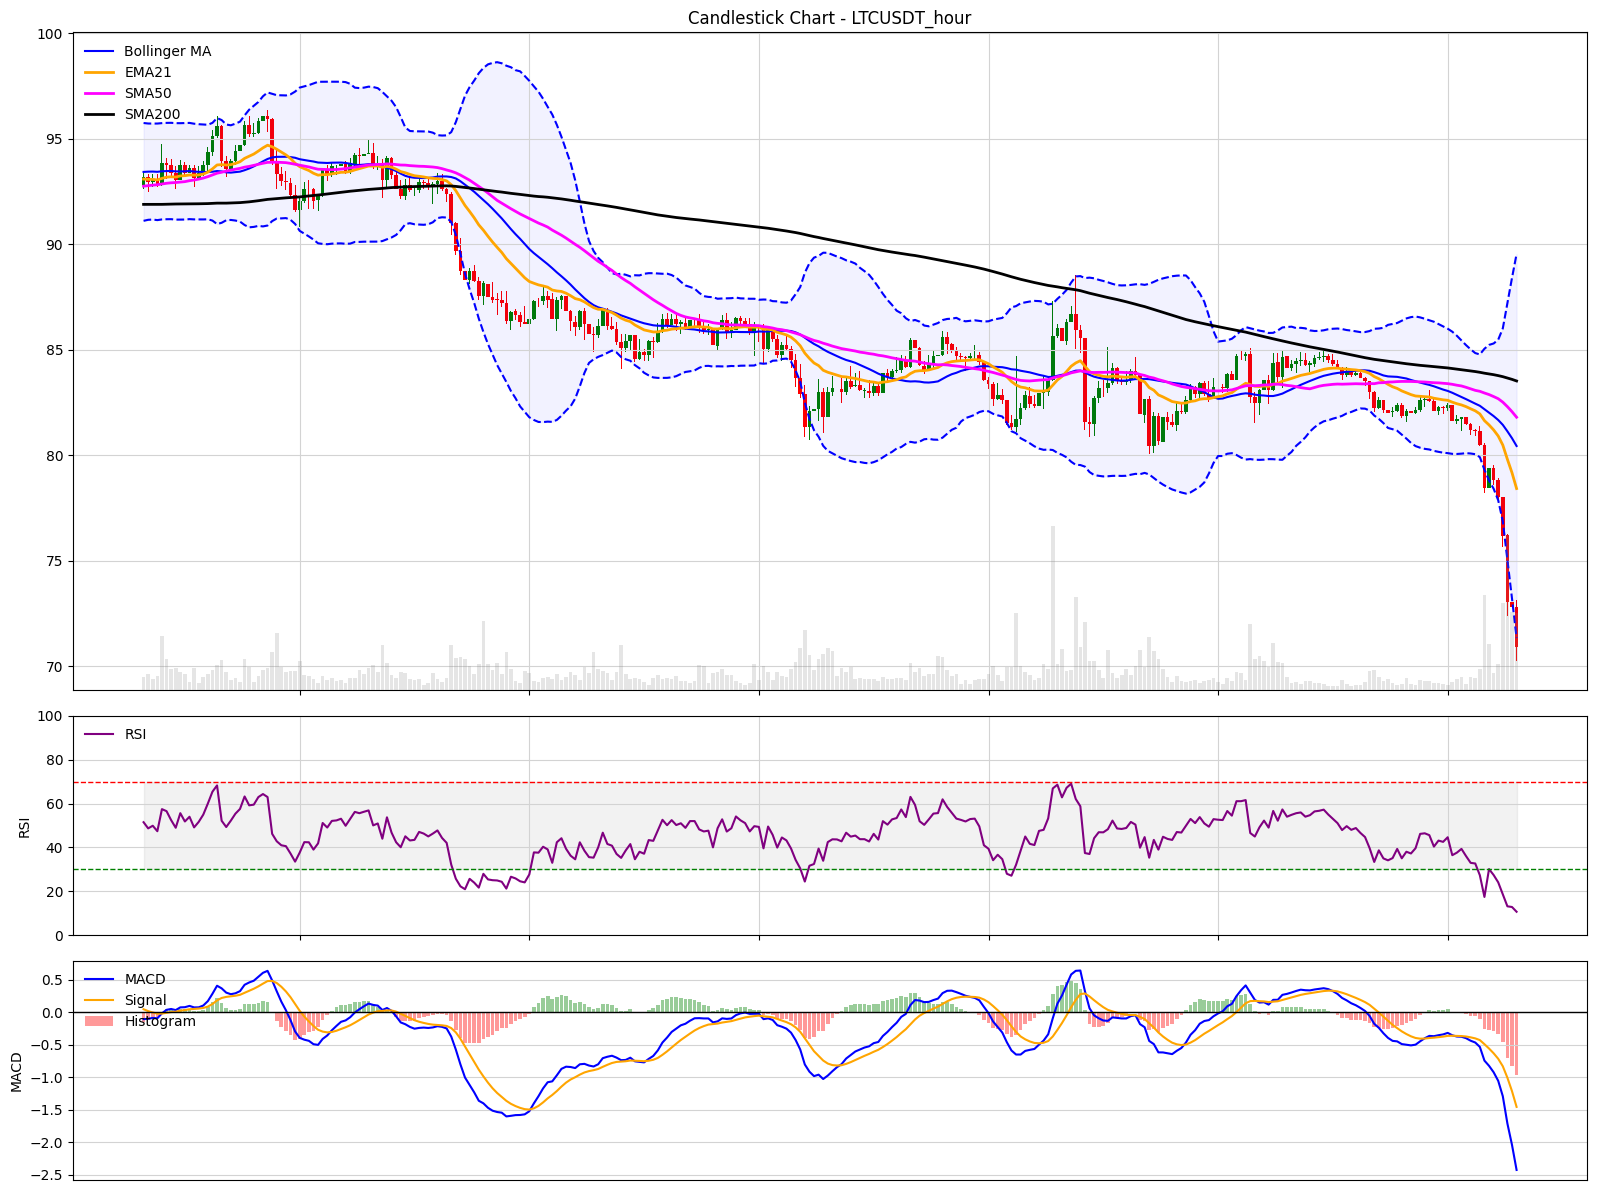 Candlestick Chart - LTCUSDT_hour
100
95
90
85
80
75
70
Bollinger MA
EMA21
SMA50
SMA200
100
80
60
40
20
0
RSI
RSI
0.5
0.0
−0.5
−1.0
−1.5
−2.0
−2.5
MACD
MACD
Signal
Histogram